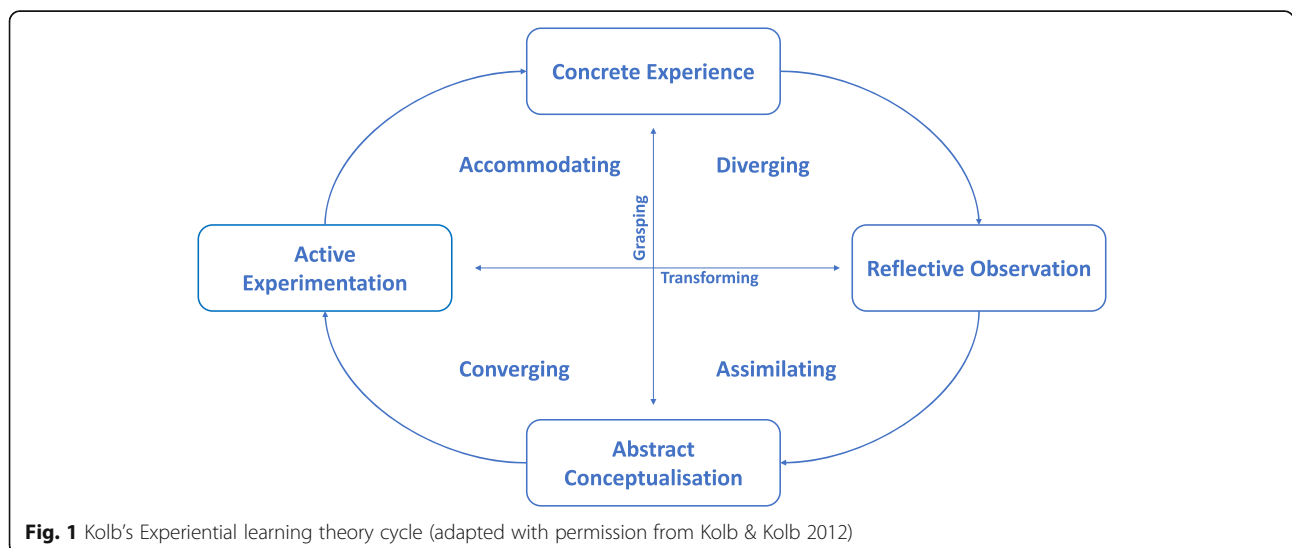 Concrete Experience
Accommodating
Diverging
Grasping
Active
Experimentation
Transforming
Reflective Observation
Converging
Assimilating
Abstract
Conceptualisation
Fig. 1 Kolb's Experiential learning theory cycle (adapted with permission from Kolb & Kolb 2012)